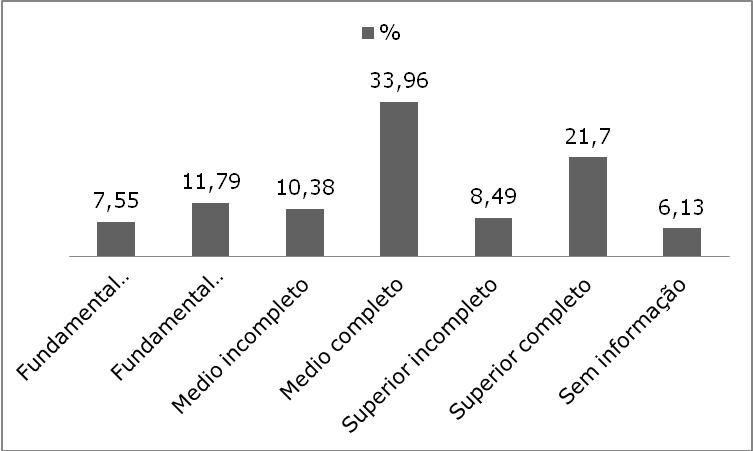 %
33,96
21,7
11,79
10,38
8,49
7,55
6,13
Fundamental..
Fundamental..
Medio incompleto
Medio completo
Superior incompleto
Superior completo
Sem informação